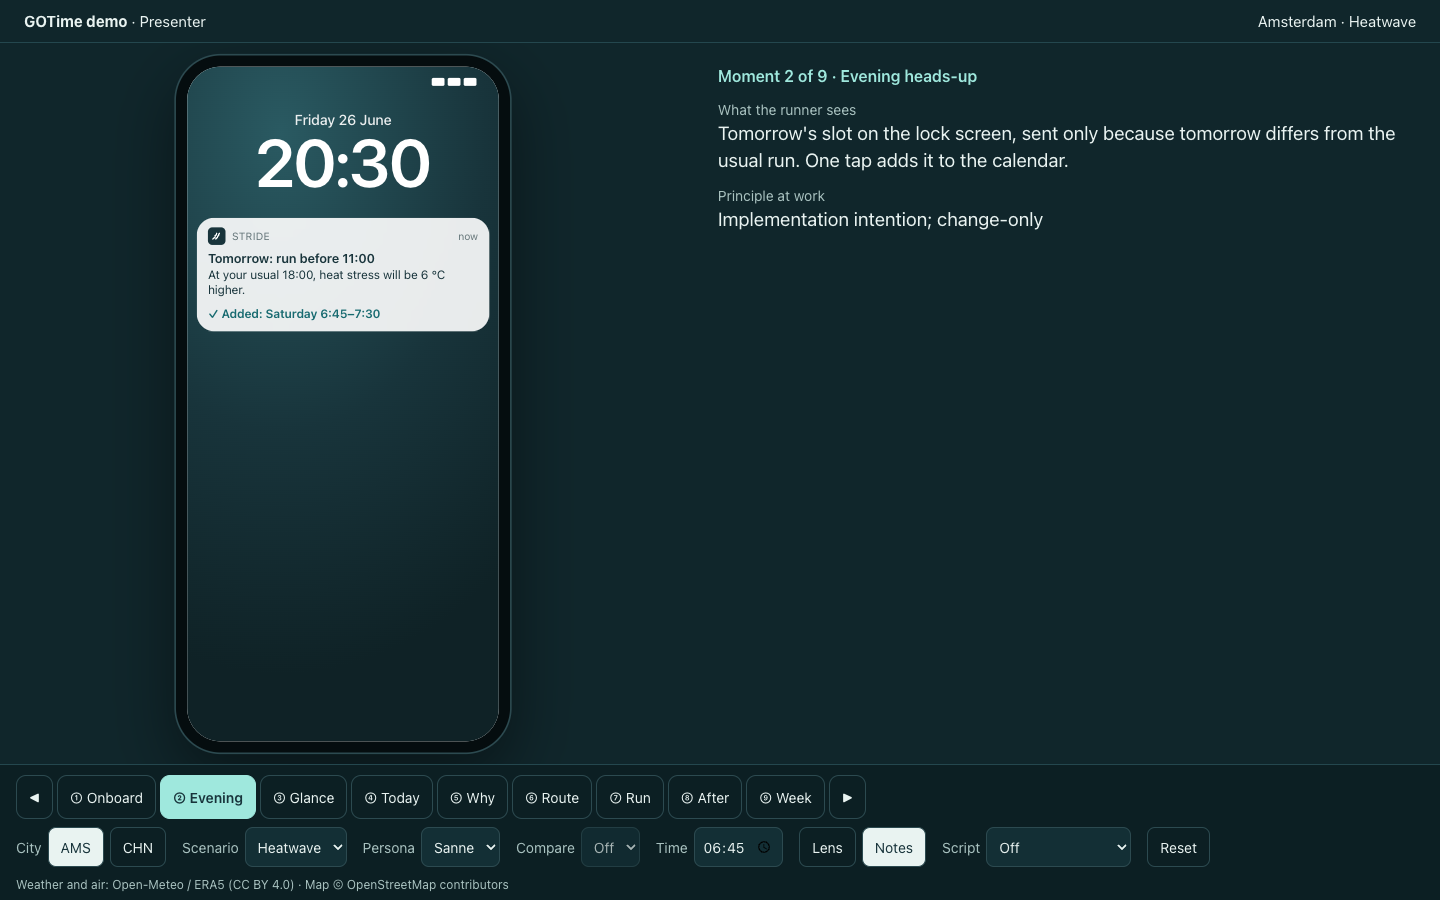 GOTime demo · Presenter
Amsterdam · Heatwave
Friday 26 June
20:30
STRIDE
now
Tomorrow: run before 11:00
At your usual 18:00, heat stress will be 6 °C
higher.
✓ Added: Saturday 6:45–7:30
Moment 2 of 9 · Evening heads-up
What the runner sees
Tomorrow's slot on the lock screen, sent only because tomorrow differs from the
usual run. One tap adds it to the calendar.
Principle at work
Implementation intention; change-only
◀ ① Onboard ② Evening ③ Glance ④ Today ⑤ Why ⑥ Route ⑦ Run ⑧ After ⑨ Week ▶
City AMS CHN Scenario Heatwave Persona Sanne Compare Off Time 06:45 Lens Notes Script Off Reset
Weather and air: Open-Meteo / ERA5 (CC BY 4.0) · Map © OpenStreetMap contributors